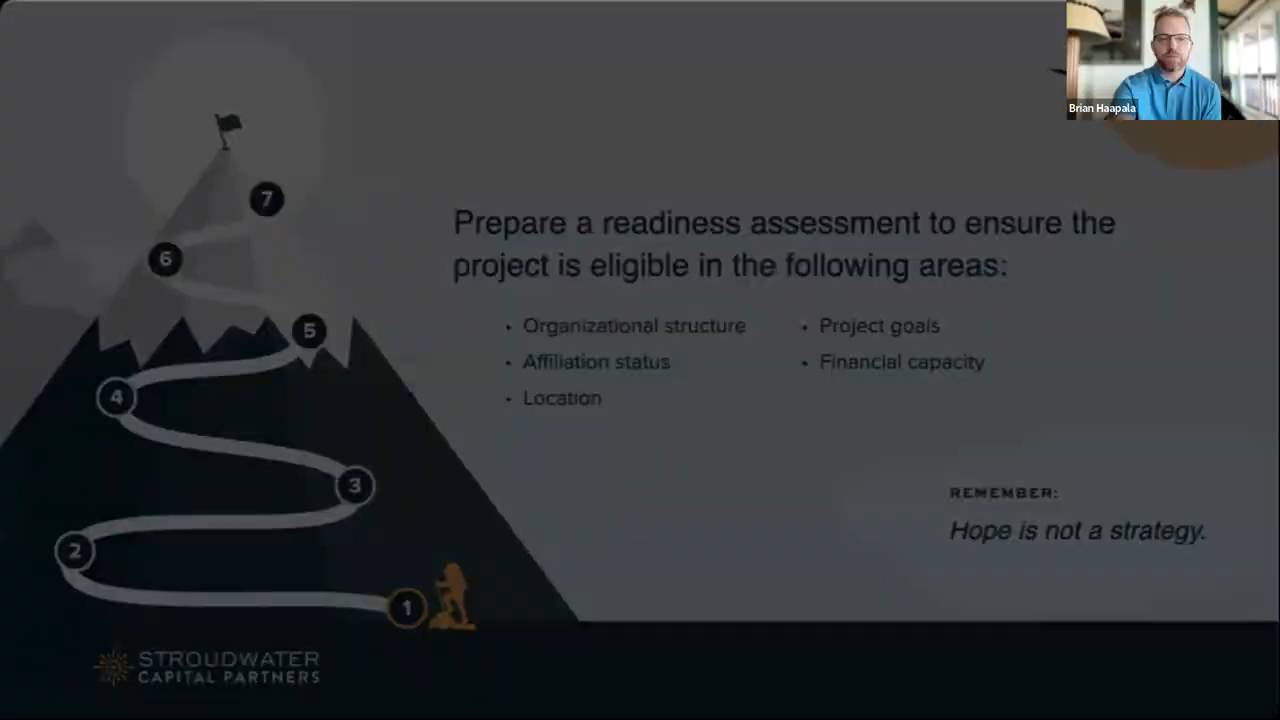 Brian Haapala
7
6
5
4
3
2
1
Prepare a readiness assessment to ensure the
project is eligible in the following areas:
• Organizational structure
• Affiliation status
• Location
• Project goals
• Financial capacity
REMEMBER:
Hope is not a strategy.
STROUDWATER
CAPITAL PARTNERS